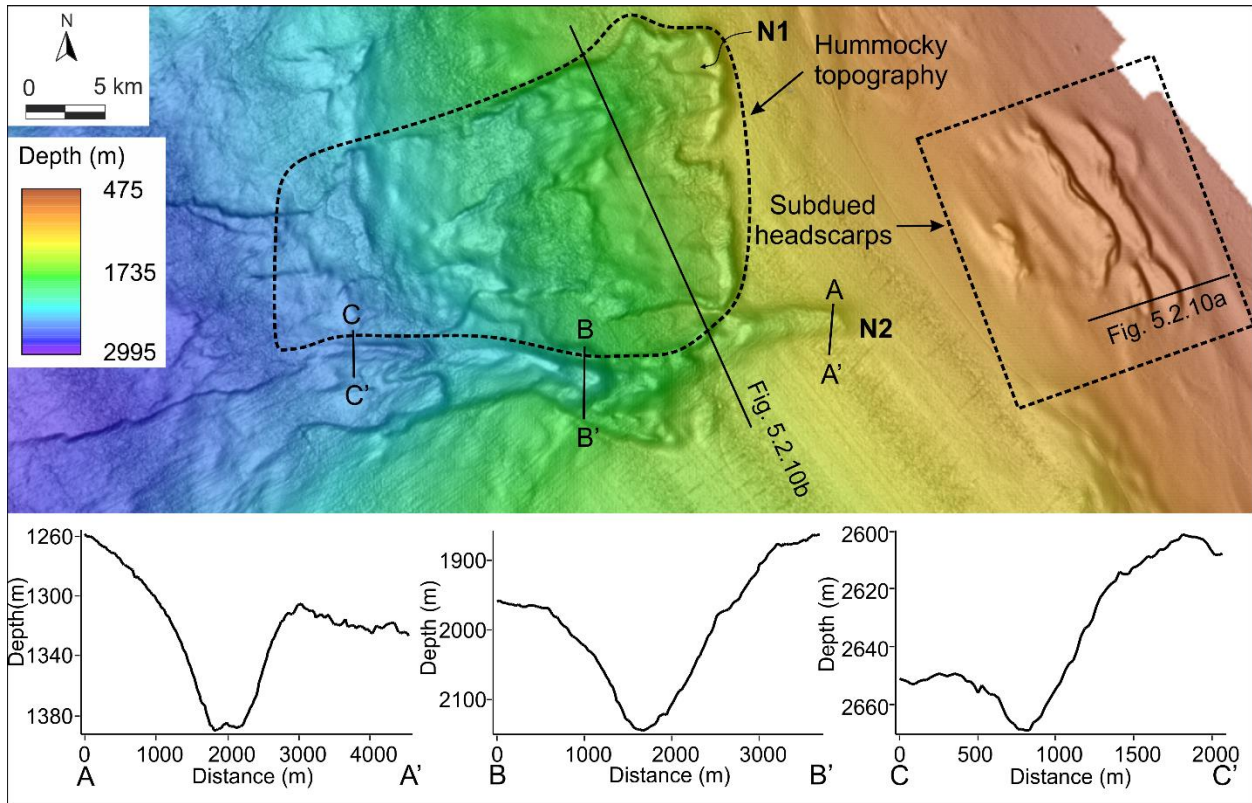 N
0 5 km
Depth (m)
475
1735
2995
N1
Hummocky
topography
Subdued
headscarps
Fig. 5.2.10a
A
N2
A'
B
B'
C
C'
Fig. 5.2.10b
1260
1300
1340
1380
Depth(m)
0 1000 2000 3000 4000
A Distance (m) A'
1900
2000
2100
Depth (m)
0 1000 2000 3000
B Distance (m) B'
2600
2620
2640
2660
Depth (m)
0 500 1000 1500 2000
C Distance (m) C'